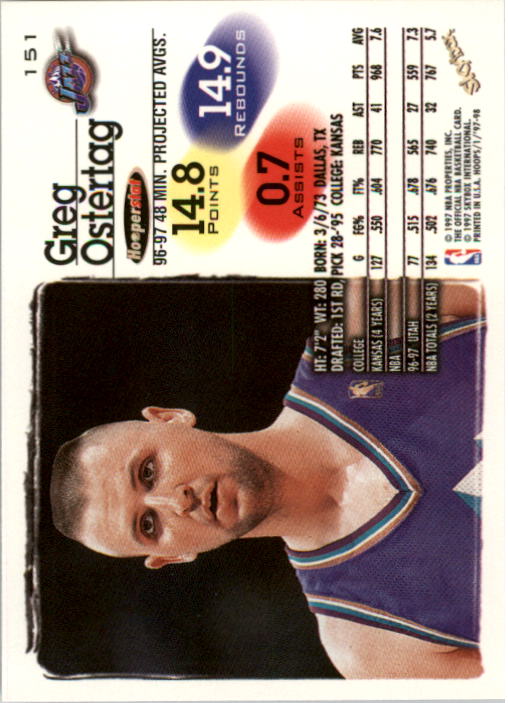 151
JAZZ
Greg
Ostertag
Hooperstat
96-97 48 MIN. PROJECTED AVGS.
14.8
POINTS
14.9
REBOUNDS
0.7
ASSISTS
HT: 7'2" WT: 280 BORN: 3/6/73 DALLAS, TX
DRAFTED: 1ST RD, PICK 28-'95 COLLEGE: KANSAS
COLLEGE G FG% FT% REB AST PTS AVG
KANSAS (4 YEARS) 127 .550 .604 770 41 968 7.6
NBA
96-97 UTAH 77 .515 .678 565 27 559 7.3
NBA TOTALS (2 YEARS) 134 .502 .676 740 32 767 5.7
© 1997 NBA PROPERTIES, INC.
THE OFFICIAL NBA BASKETBALL CARD.
© 1997 SKYBOX INTERNATIONAL.
PRINTED IN U.S.A. HOOPS/1/'97-98
NBA
SkyBox